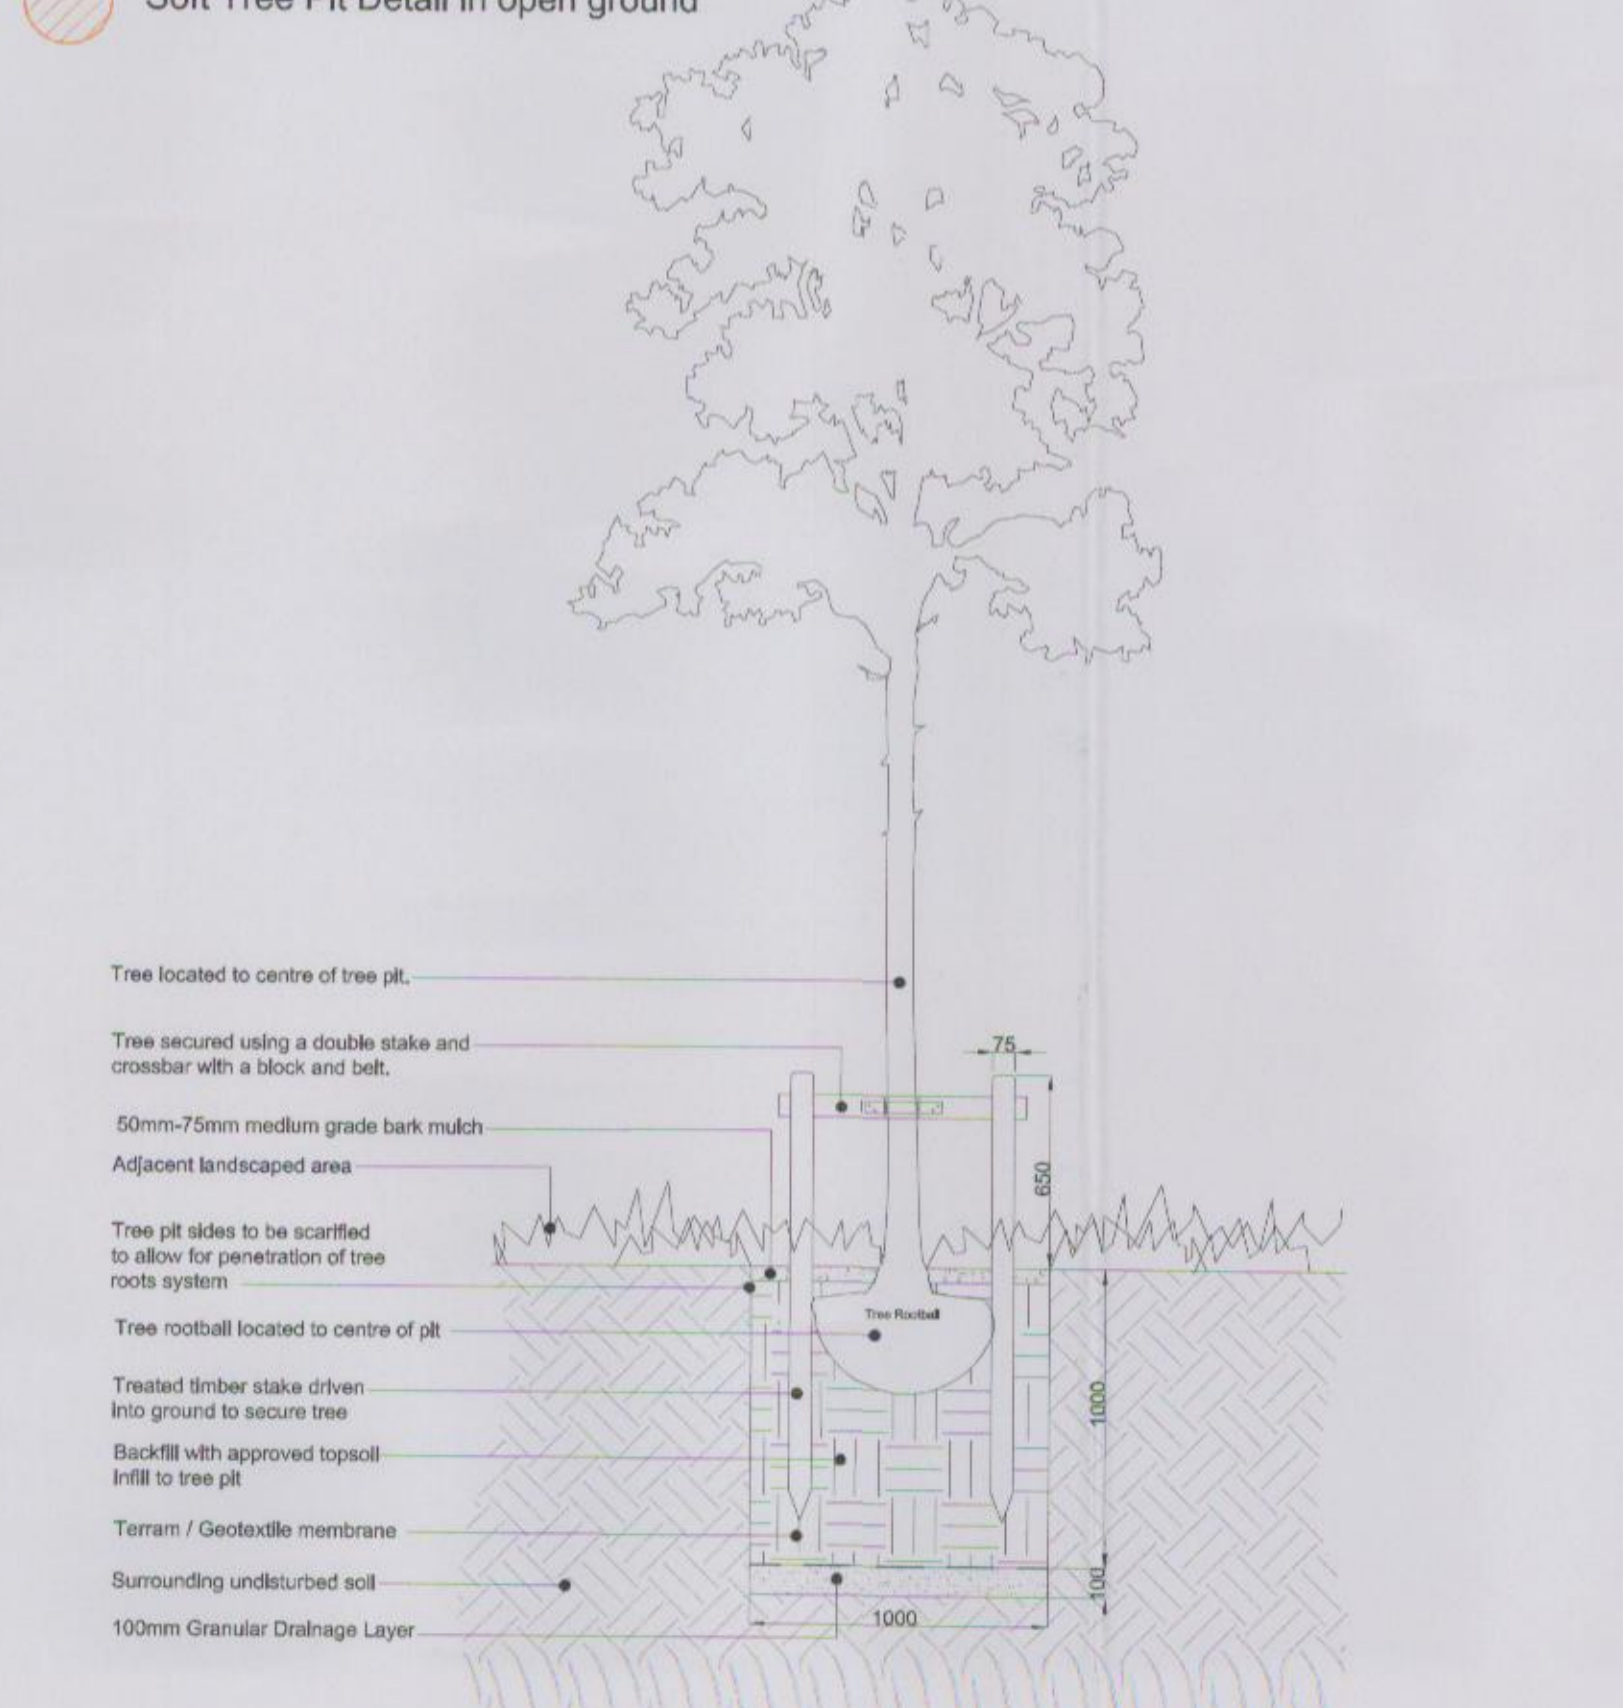 Soft Tree Pit Detail in open ground
Tree located to centre of tree pit.
Tree secured using a double stake and
crossbar with a block and belt.
75
50mm-75mm medium grade bark mulch
Adjacent landscaped area
650
Tree pit sides to be scarified
to allow for penetration of tree
roots system
Tree Rootball
Tree rootball located to centre of pit
Treated timber stake driven
into ground to secure tree
1000
Backfill with approved topsoil
infill to tree pit
Terram / Geotextile membrane
Surrounding undisturbed soil
100
1000
100mm Granular Drainage Layer